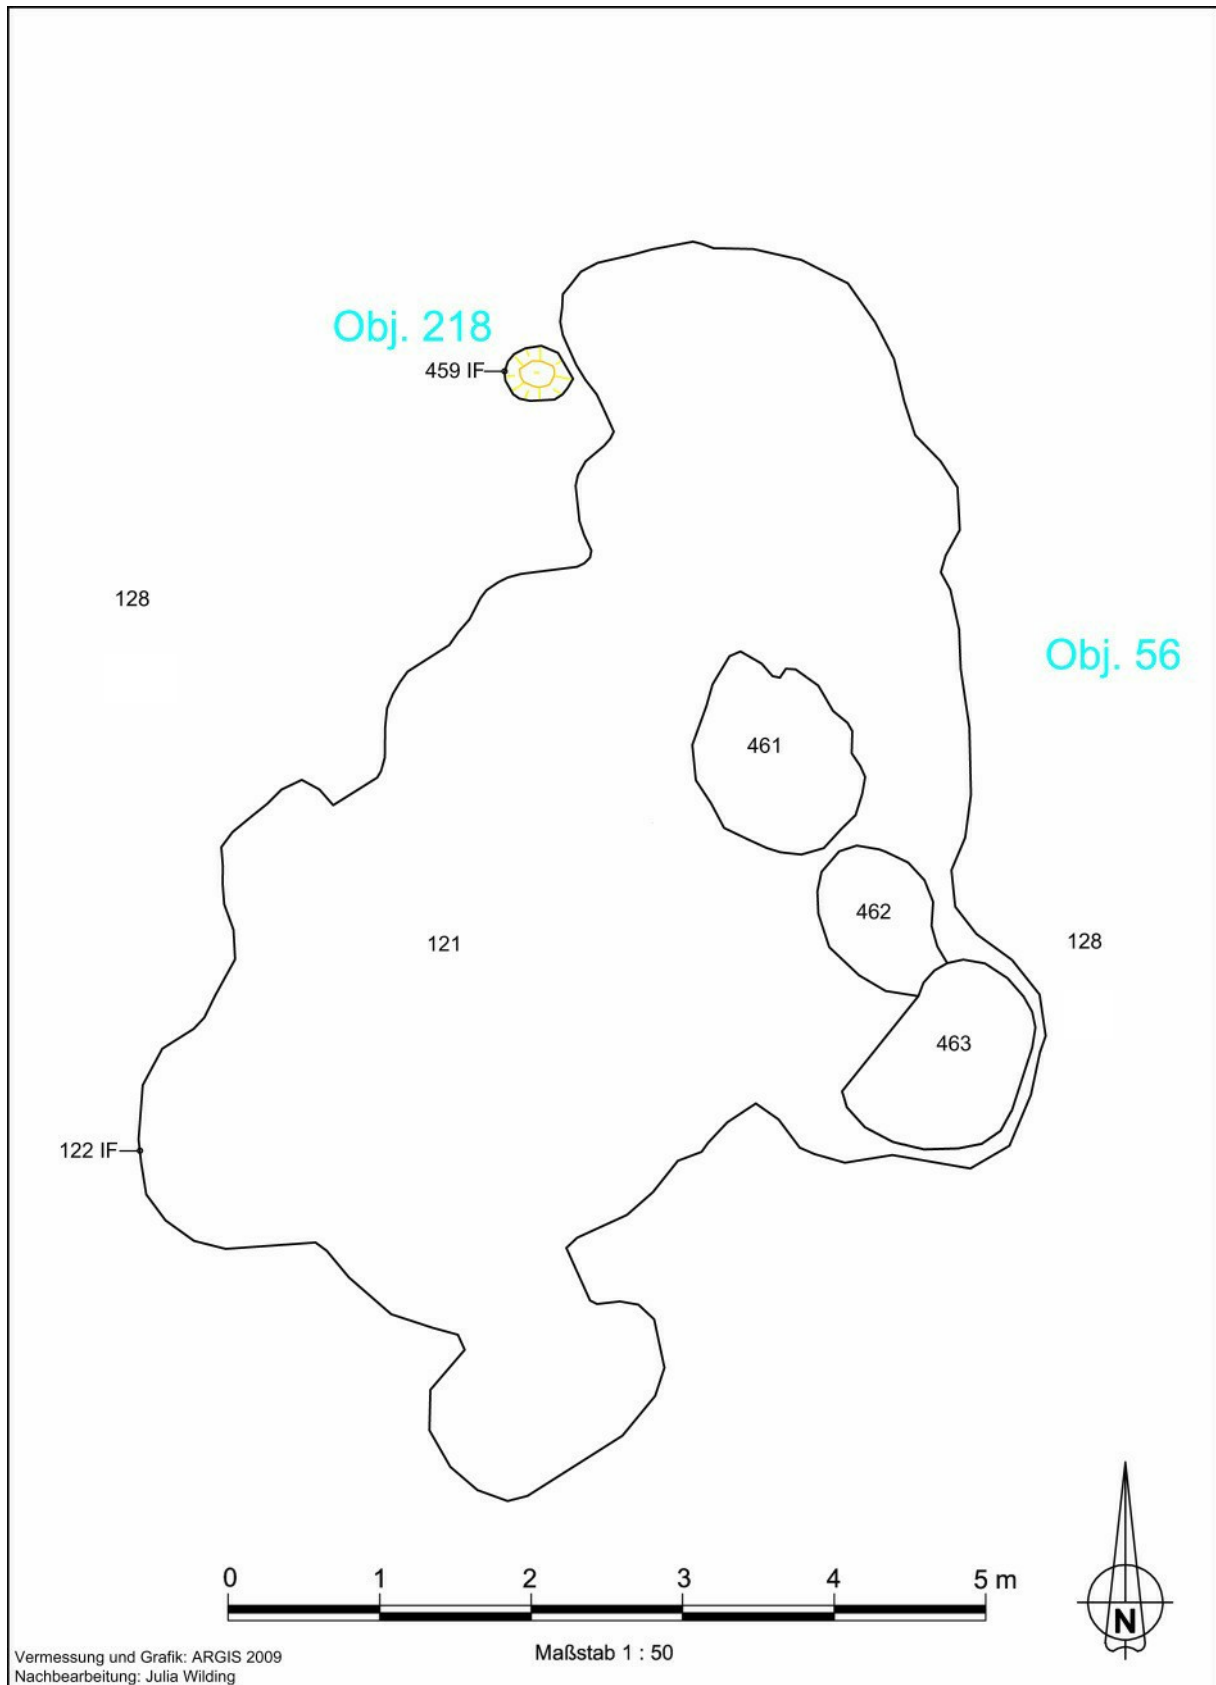 Obj. 218
459 IF
128
Obj. 56
461
462
121
128
463
122 IF
0 1 2 3 4 5 m
N
Maßstab 1 : 50
Vermessung und Grafik: ARGIS 2009
Nachbearbeitung: Julia Wilding